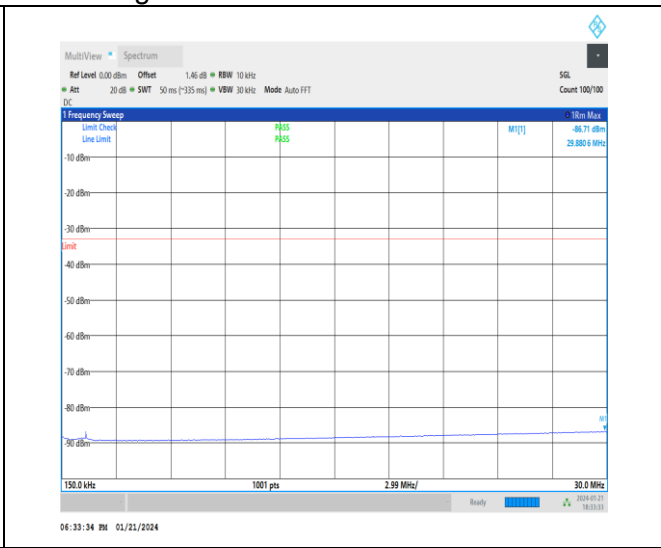 MultiView Spectrum
Ref Level 0.00 dBm Offset 1.46 dB RBW 10 kHz SGL
Att 20 dB SWT 50 ms (~335 ms) VBW 30 kHz Mode Auto FFT Count 100/100
DC
1 Frequency Sweep 1Rm Max
Limit Check PASS M1[1] -86.71 dBm
Line Limit PASS 29.8806 MHz
-10 dBm
-20 dBm
-30 dBm
Limit
-40 dBm
-50 dBm
-60 dBm
-70 dBm
-80 dBm
M1
-90 dBm
150.0 kHz 1001 pts 2.99 MHz/ 30.0 MHz
Ready 2024-01-21
18:33:33
06:33:34 PM 01/21/2024